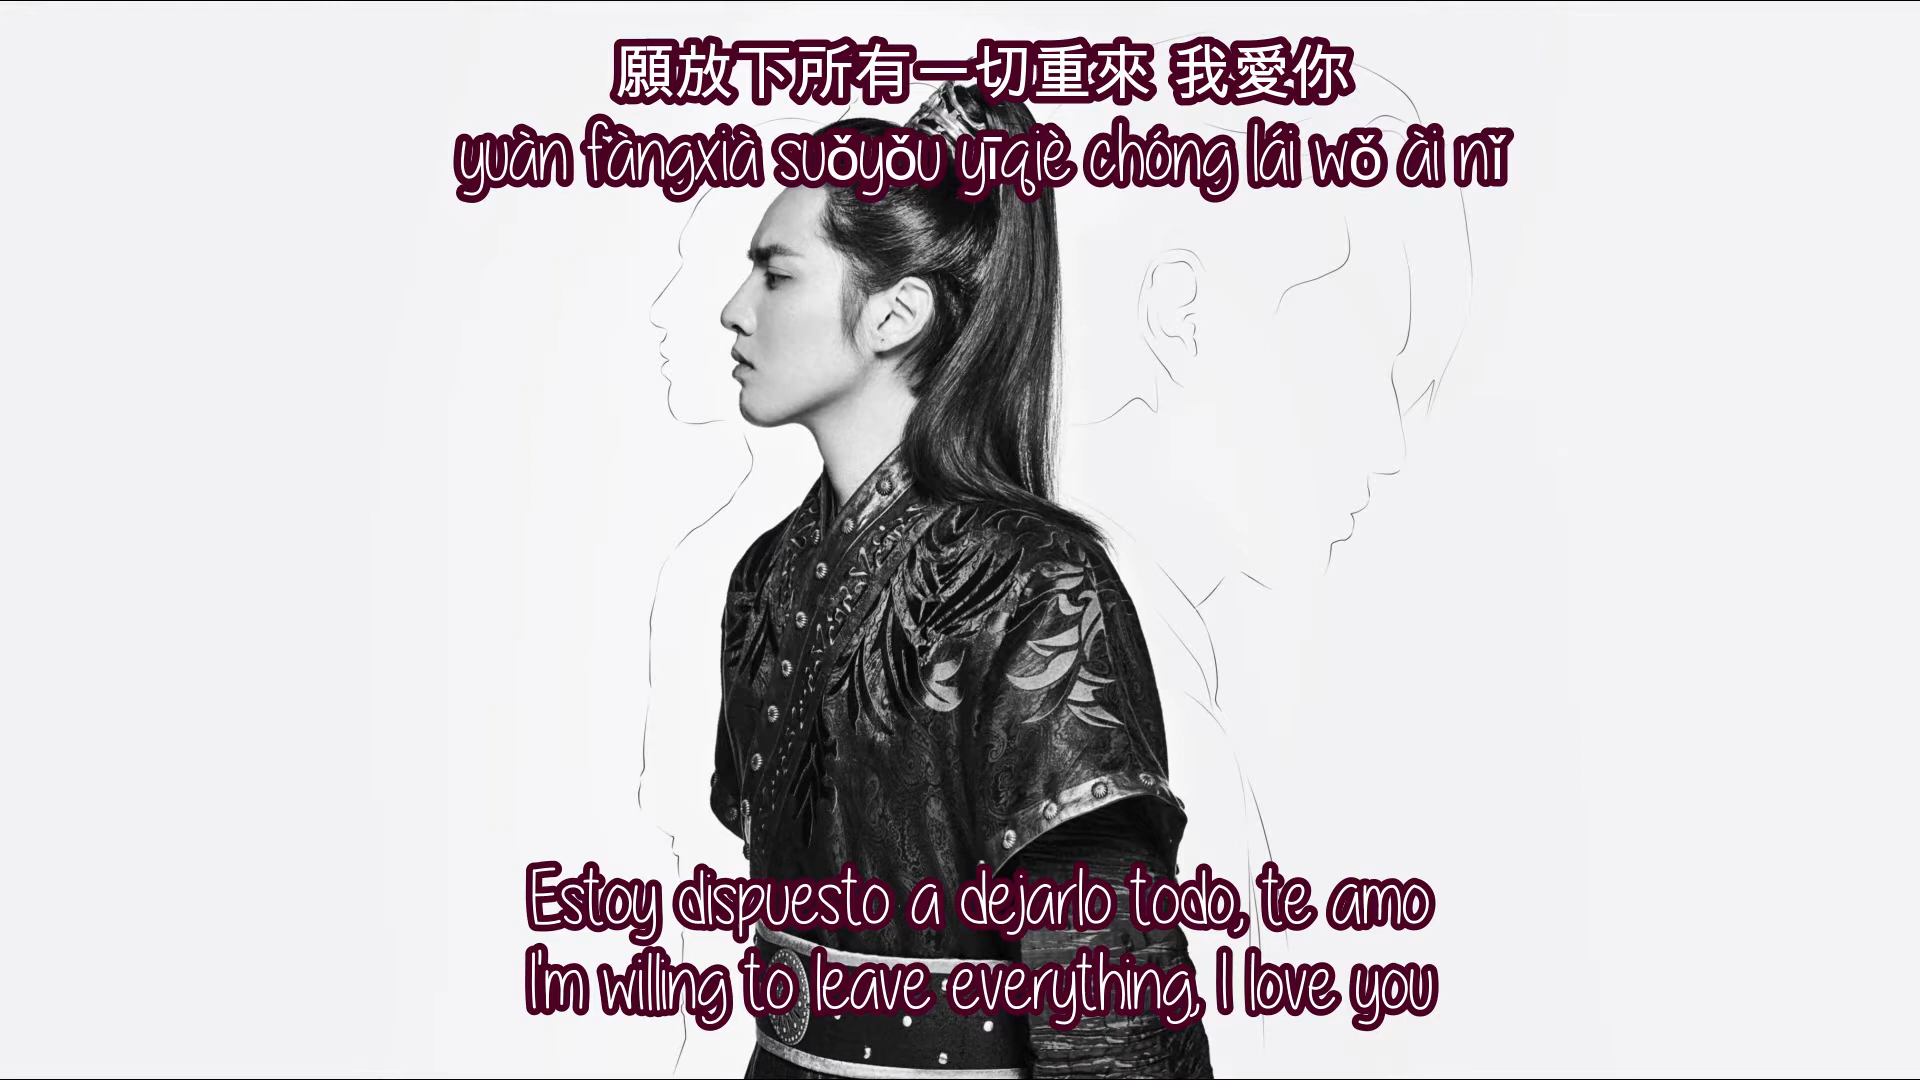 願放下所有一切重來 我愛你
yuàn fàngxià suǒyǒu yīqiè chóng lái wǒ ài nǐ
Estoy dispuesto a dejarlo todo, te amo
I'm willing to leave everything, I love you